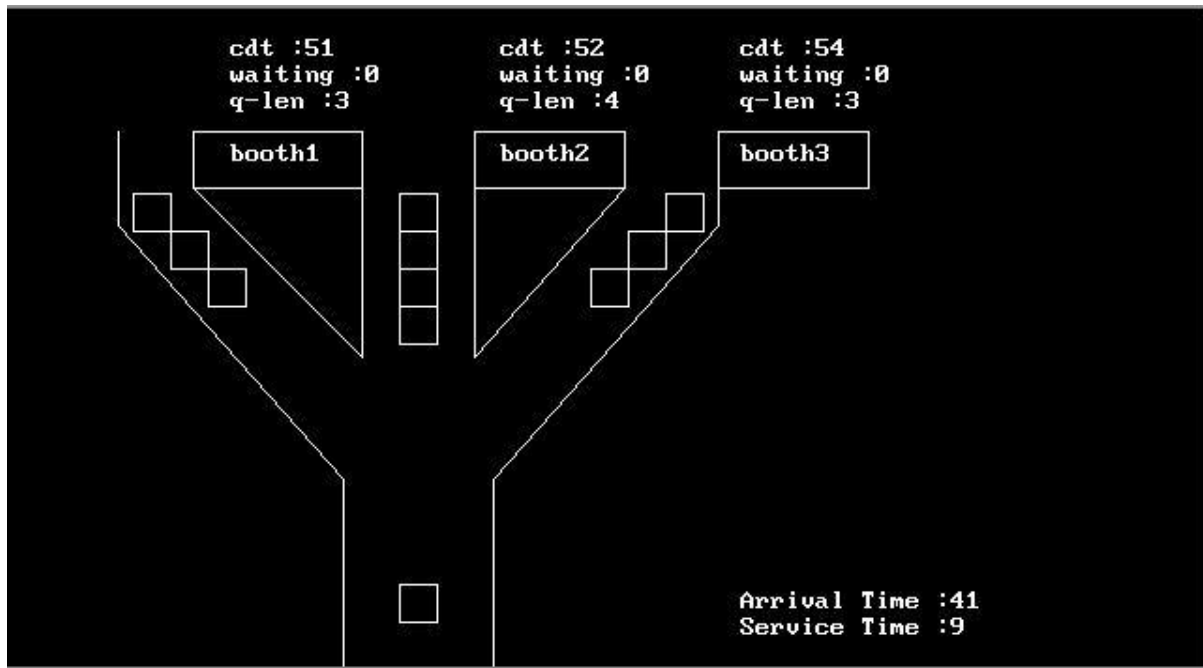 cdt :51
waiting :0
q-len :3
cdt :52
waiting :0
q-len :4
cdt :54
waiting :0
q-len :3
booth1
booth2
booth3
Arrival Time :41
Service Time :9